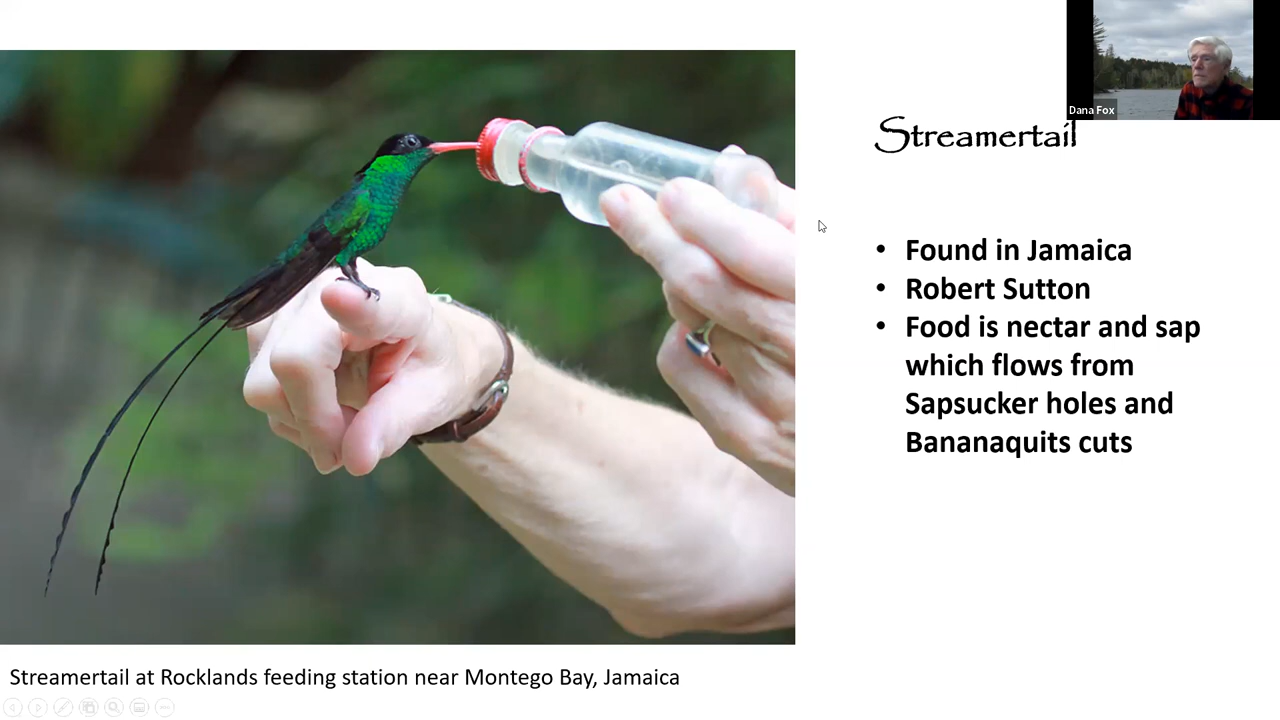 Dana Fox
Streamertail
• Found in Jamaica
• Robert Sutton
• Food is nectar and sap
which flows from
Sapsucker holes and
Bananaquits cuts
Streamertail at Rocklands feeding station near Montego Bay, Jamaica